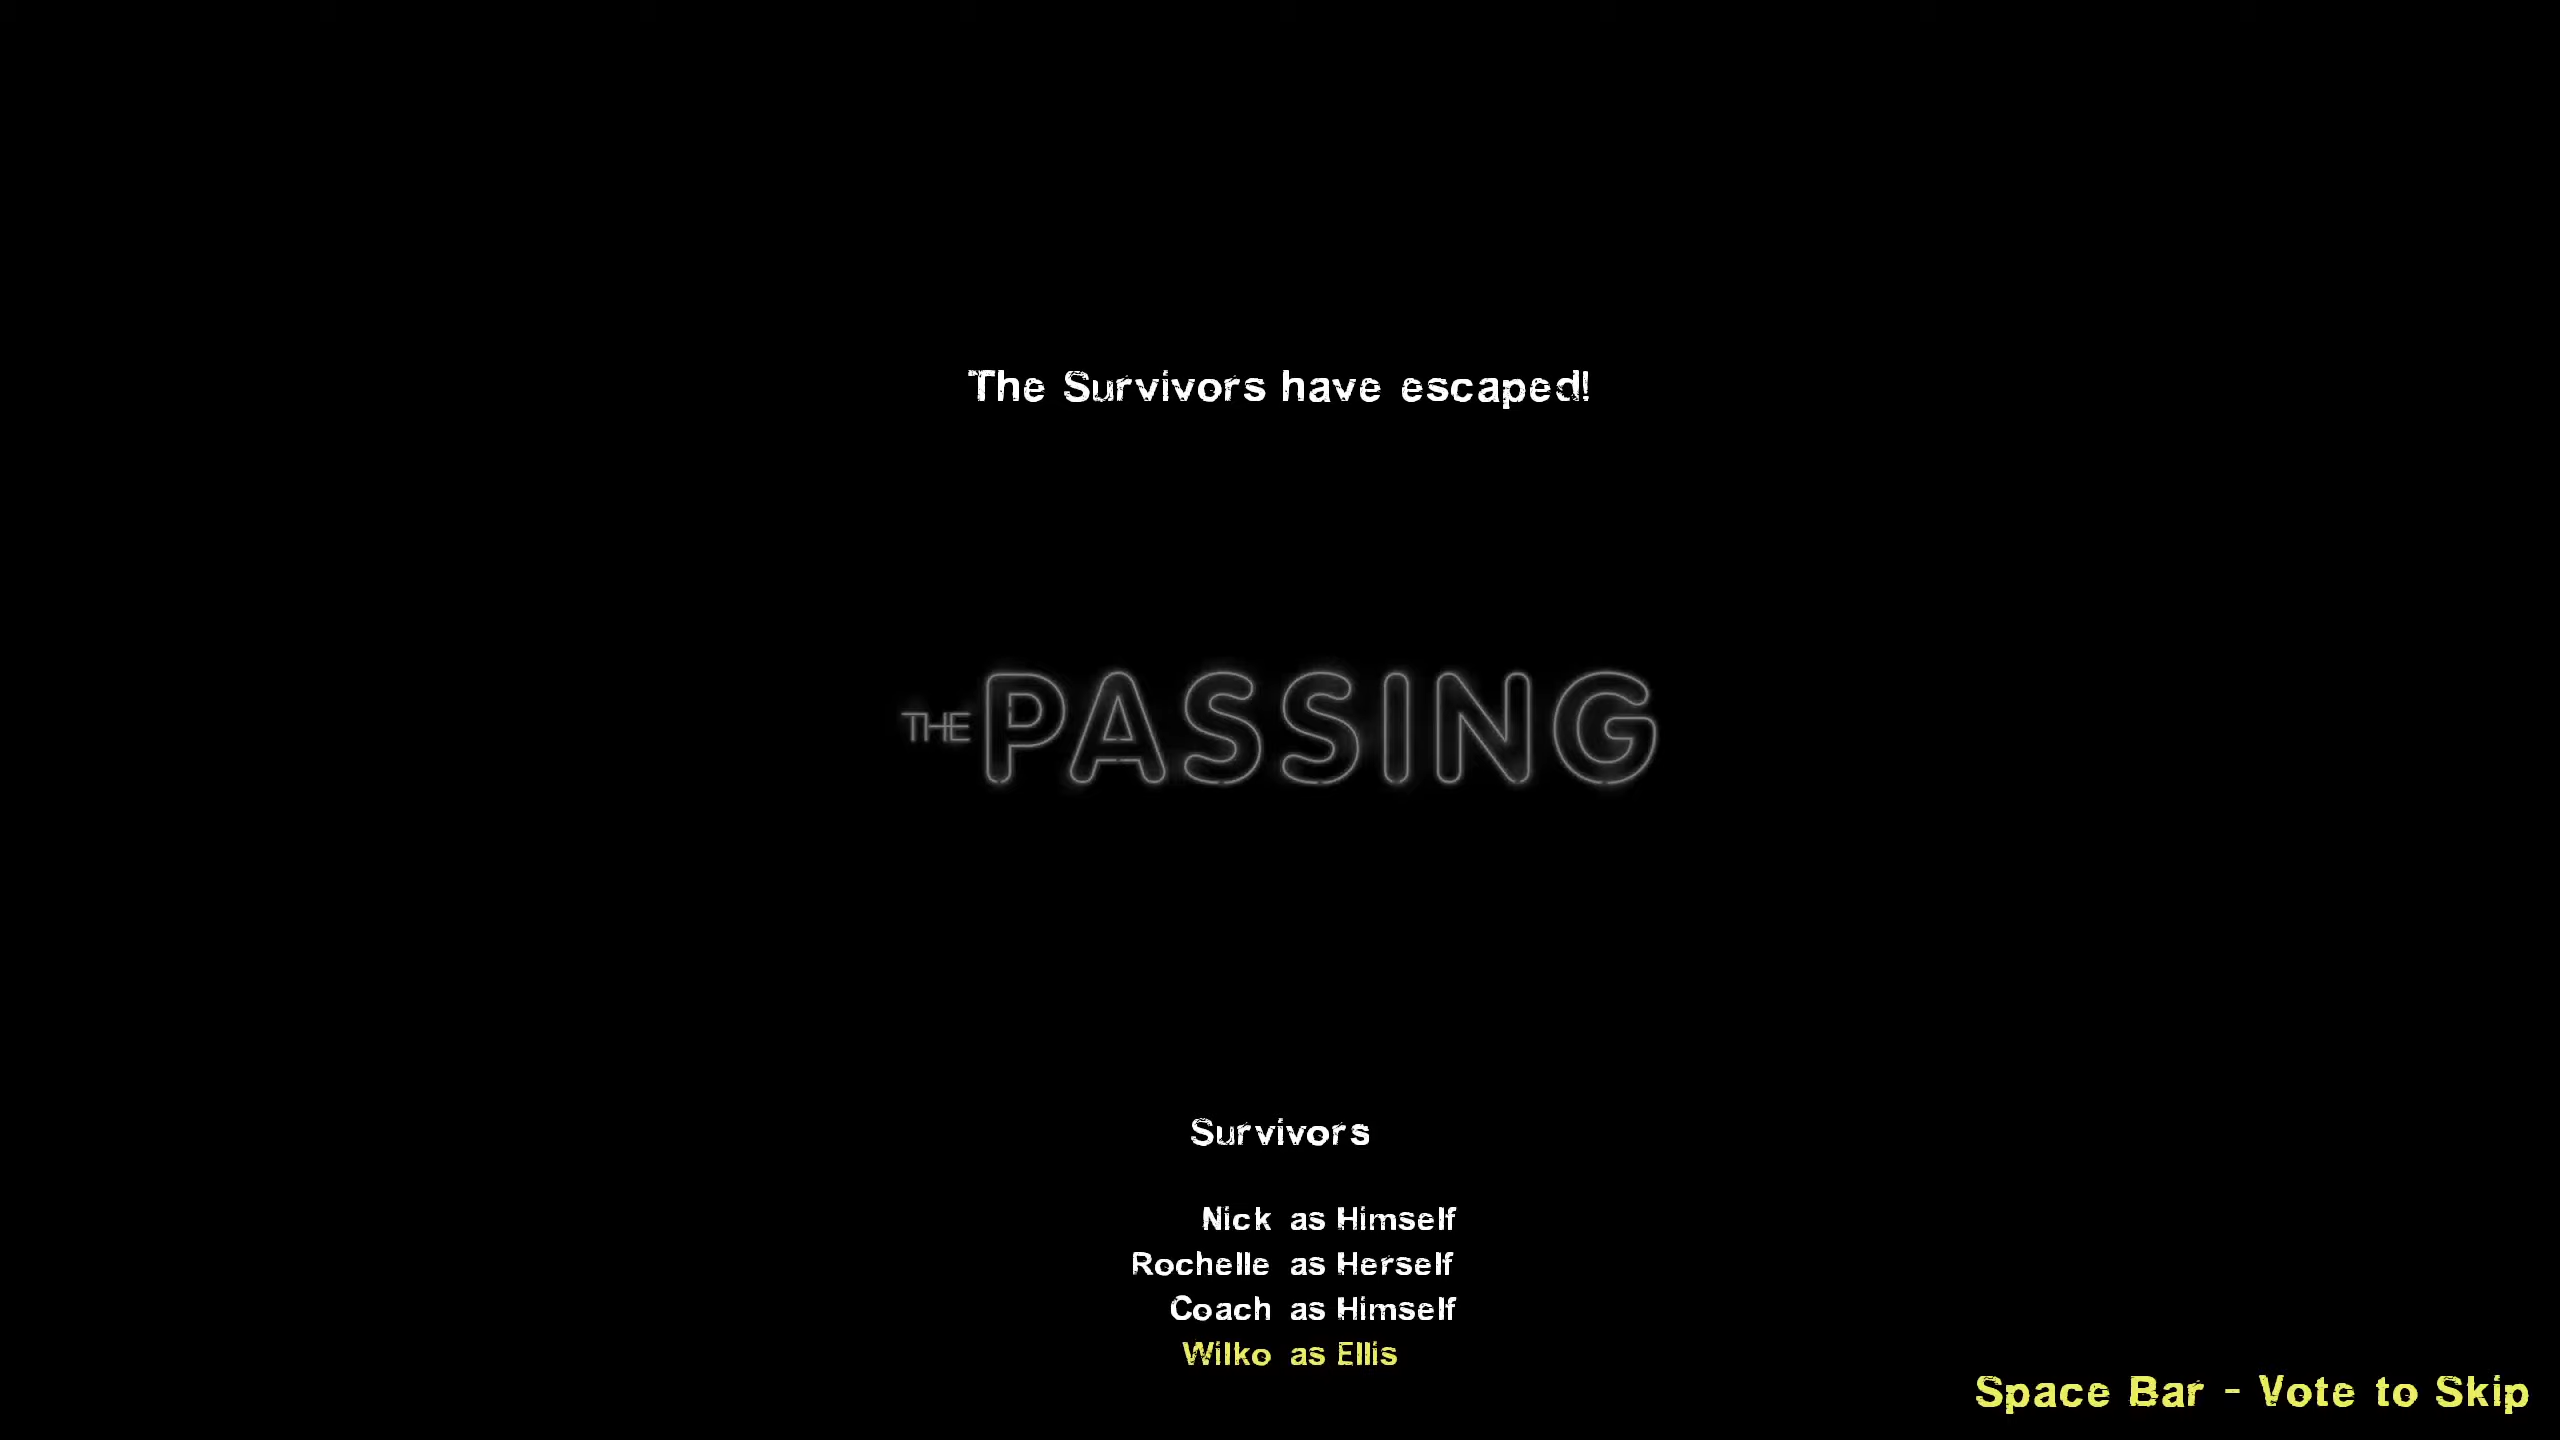 The Survivors have escaped!
THE PASSING
Survivors
Nick as Himself
Rochelle as Herself
Coach as Himself
Wilko as Ellis
Space Bar - Vote to Skip